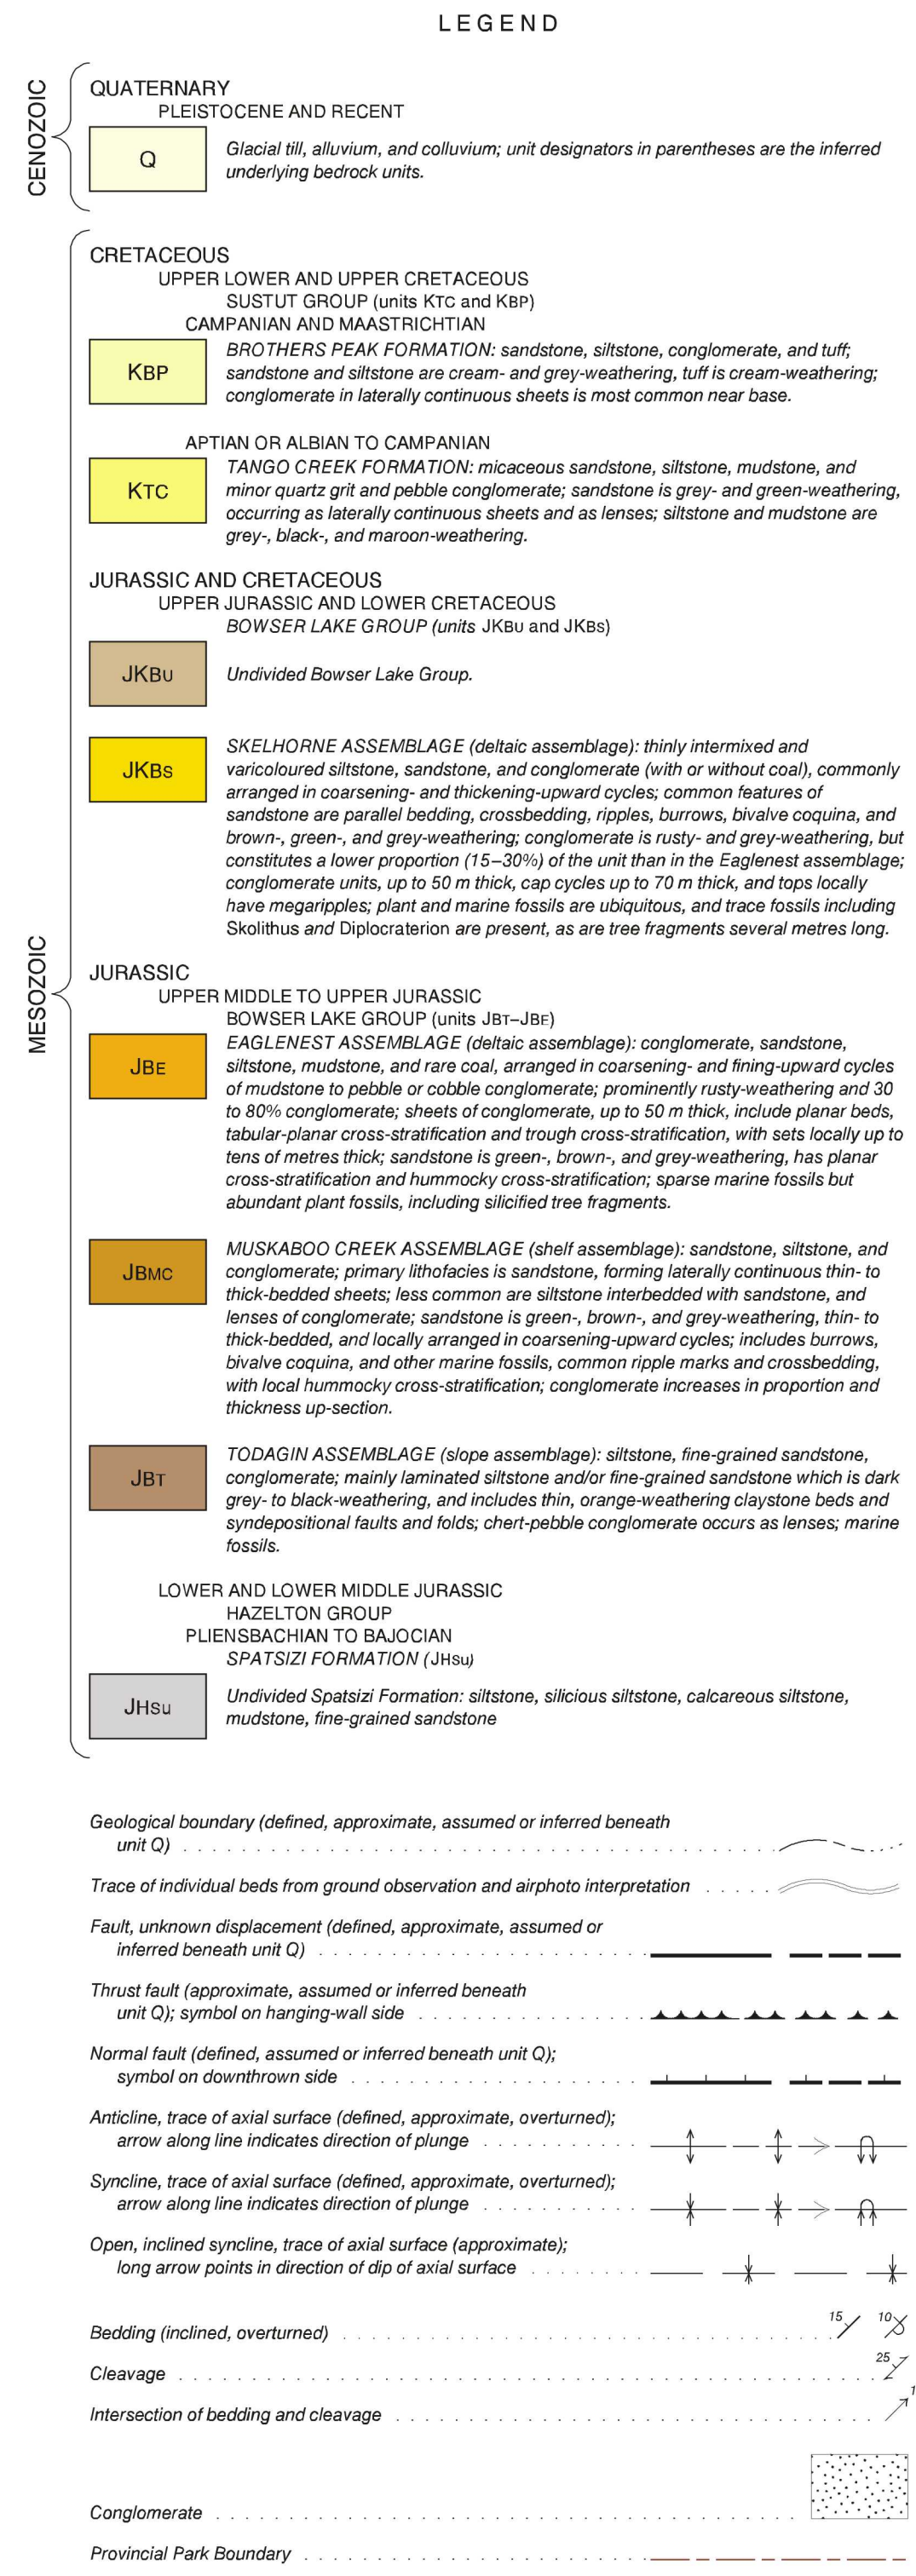 LEGEND
CENOZOIC
QUATERNARY
PLEISTOCENE AND RECENT
Q
Glacial till, alluvium, and colluvium; unit designators in parentheses are the inferred
underlying bedrock units.
MESOZOIC
CRETACEOUS
UPPER LOWER AND UPPER CRETACEOUS
SUSTUT GROUP (units KTC and KBP)
CAMPANIAN AND MAASTRICHTIAN
KBP
BROTHERS PEAK FORMATION: sandstone, siltstone, conglomerate, and tuff;
sandstone and siltstone are cream- and grey-weathering, tuff is cream-weathering;
conglomerate in laterally continuous sheets is most common near base.
APTIAN OR ALBIAN TO CAMPANIAN
KTC
TANGO CREEK FORMATION: micaceous sandstone, siltstone, mudstone, and
minor quartz grit and pebble conglomerate; sandstone is grey- and green-weathering,
occurring as laterally continuous sheets and as lenses; siltstone and mudstone are
grey-, black-, and maroon-weathering.
JURASSIC AND CRETACEOUS
UPPER JURASSIC AND LOWER CRETACEOUS
BOWSER LAKE GROUP (units JKBU and JKBS)
JKBU
Undivided Bowser Lake Group.
JKBS
SKELHORNE ASSEMBLAGE (deltaic assemblage): thinly intermixed and
varicoloured siltstone, sandstone, and conglomerate (with or without coal), commonly
arranged in coarsening- and thickening-upward cycles; common features of
sandstone are parallel bedding, crossbedding, ripples, burrows, bivalve coquina, and
brown-, green-, and grey-weathering; conglomerate is rusty- and grey-weathering, but
constitutes a lower proportion (15–30%) of the unit than in the Eaglenest assemblage;
conglomerate units, up to 50 m thick, cap cycles up to 70 m thick, and tops locally
have megaripples; plant and marine fossils are ubiquitous, and trace fossils including
Skolithus and Diplocraterion are present, as are tree fragments several metres long.
JURASSIC
UPPER MIDDLE TO UPPER JURASSIC
BOWSER LAKE GROUP (units JBT–JBE)
JBE
EAGLENEST ASSEMBLAGE (deltaic assemblage): conglomerate, sandstone,
siltstone, mudstone, and rare coal, arranged in coarsening- and fining-upward cycles
of mudstone to pebble or cobble conglomerate; prominently rusty-weathering and 30
to 80% conglomerate; sheets of conglomerate, up to 50 m thick, include planar beds,
tabular-planar cross-stratification and trough cross-stratification, with sets locally up to
tens of metres thick; sandstone is green-, brown-, and grey-weathering, has planar
cross-stratification and hummocky cross-stratification; sparse marine fossils but
abundant plant fossils, including silicified tree fragments.
JBMC
MUSKABOO CREEK ASSEMBLAGE (shelf assemblage): sandstone, siltstone, and
conglomerate; primary lithofacies is sandstone, forming laterally continuous thin- to
thick-bedded sheets; less common are siltstone interbedded with sandstone, and
lenses of conglomerate; sandstone is green-, brown-, and grey-weathering, thin- to
thick-bedded, and locally arranged in coarsening-upward cycles; includes burrows,
bivalve coquina, and other marine fossils, common ripple marks and crossbedding,
with local hummocky cross-stratification; conglomerate increases in proportion and
thickness up-section.
JBT
TODAGIN ASSEMBLAGE (slope assemblage): siltstone, fine-grained sandstone,
conglomerate; mainly laminated siltstone and/or fine-grained sandstone which is dark
grey- to black-weathering, and includes thin, orange-weathering claystone beds and
syndepositional faults and folds; chert-pebble conglomerate occurs as lenses; marine
fossils.
LOWER AND LOWER MIDDLE JURASSIC
HAZELTON GROUP
PLIENSBACHIAN TO BAJOCIAN
SPATSIZI FORMATION (JHSU)
JHSU
Undivided Spatsizi Formation: siltstone, silicious siltstone, calcareous siltstone,
mudstone, fine-grained sandstone
Geological boundary (defined, approximate, assumed or inferred beneath
unit Q)
Trace of individual beds from ground observation and airphoto interpretation
Fault, unknown displacement (defined, approximate, assumed or
inferred beneath unit Q)
Thrust fault (approximate, assumed or inferred beneath
unit Q); symbol on hanging-wall side
Normal fault (defined, assumed or inferred beneath unit Q);
symbol on downthrown side
Anticline, trace of axial surface (defined, approximate, overturned);
arrow along line indicates direction of plunge
Syncline, trace of axial surface (defined, approximate, overturned);
arrow along line indicates direction of plunge
Open, inclined syncline, trace of axial surface (approximate);
long arrow points in direction of dip of axial surface
Bedding (inclined, overturned) 15 10
Cleavage 25
Intersection of bedding and cleavage 1
Conglomerate
Provincial Park Boundary